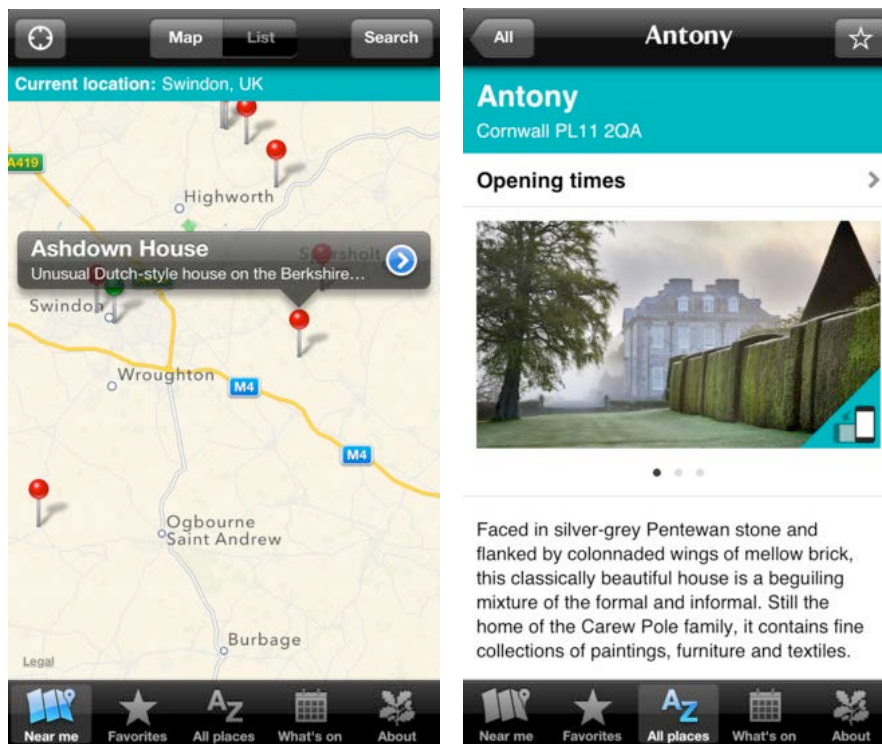 Map
List
Search
Current location: Swindon, UK
A419
Highworth
Ashdown House
Unusual Dutch-style house on the Berkshire…
Swindon
Wroughton
M4
M4
Ogbourne
Saint Andrew
Burbage
Legal
Near me
Favorites
All places
What's on
About
All
Antony
Antony
Cornwall PL11 2QA
Opening times
Faced in silver-grey Pentewan stone and
flanked by colonnaded wings of mellow brick,
this classically beautiful house is a beguiling
mixture of the formal and informal. Still the
home of the Carew Pole family, it contains fine
collections of paintings, furniture and textiles.
AZ
Near me
Favorites
All places
What's on
About
AZ